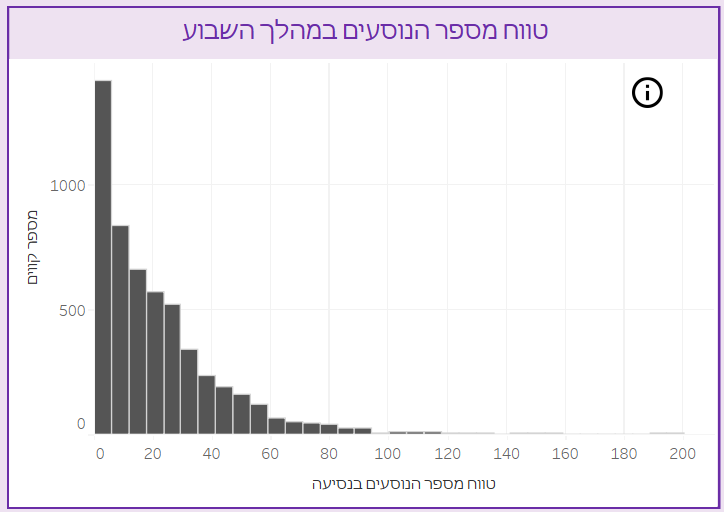 טווח מספר הנוסעים במהלך השבוע
מספר קווים
1000
500
0
0 20 40 60 80 100 120 140 160 180 200
טווח מספר הנוסעים בנסיעה